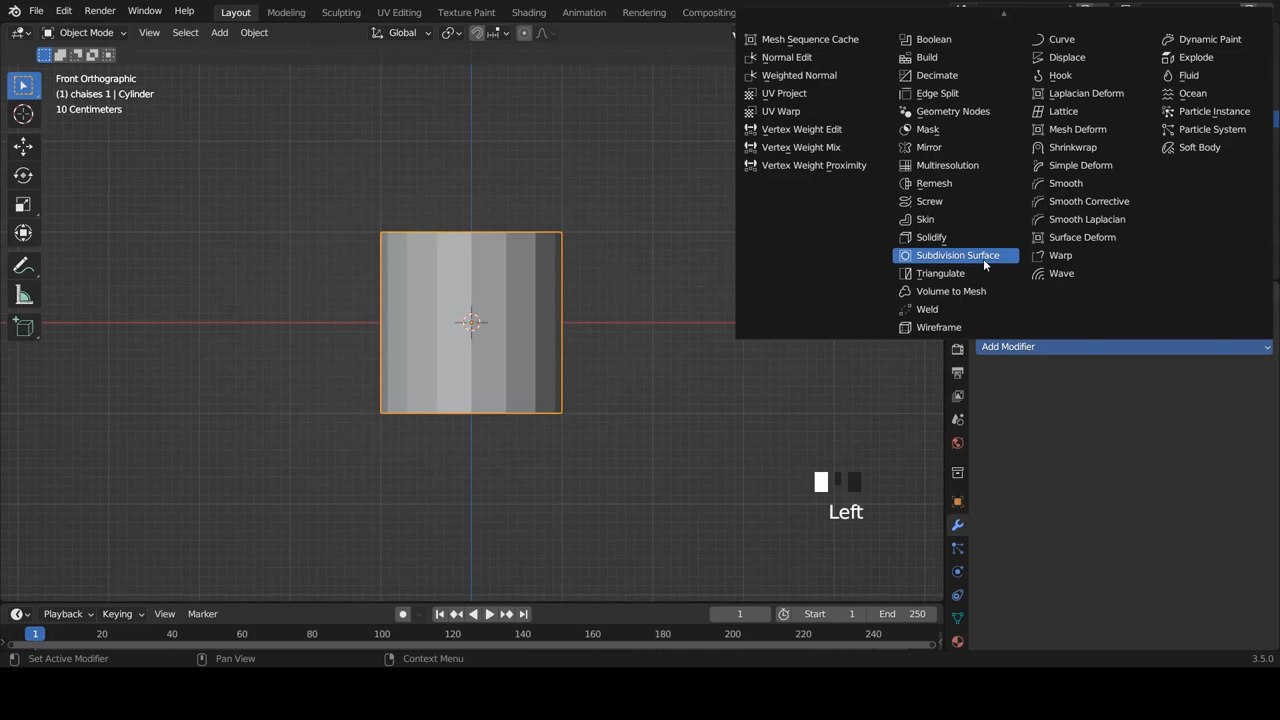 File Edit Render Window Help Layout Modeling Sculpting UV Editing Texture Paint Shading Animation Rendering Compositing
Object Mode View Select Add Object Global
Front Orthographic
(1) chaises 1 | Cylinder
10 Centimeters
Mesh Sequence Cache Boolean Curve Dynamic Paint
Normal Edit Build Displace Explode
Weighted Normal Decimate Hook Fluid
UV Project Edge Split Laplacian Deform Ocean
UV Warp Geometry Nodes Lattice Particle Instance
Vertex Weight Edit Mask Mesh Deform Particle System
Vertex Weight Mix Mirror Shrinkwrap Soft Body
Vertex Weight Proximity Multiresolution Simple Deform
Remesh Smooth
Screw Smooth Corrective
Skin Smooth Laplacian
Solidify Surface Deform
Subdivision Surface Warp
Triangulate Wave
Volume to Mesh
Weld
Wireframe
Add Modifier
Left
Playback Keying View Marker 1 Start 1 End 250
1 20 40 60 80 100 120 140 160 180 200 220 240
Set Active Modifier Pan View Context Menu 3.5.0